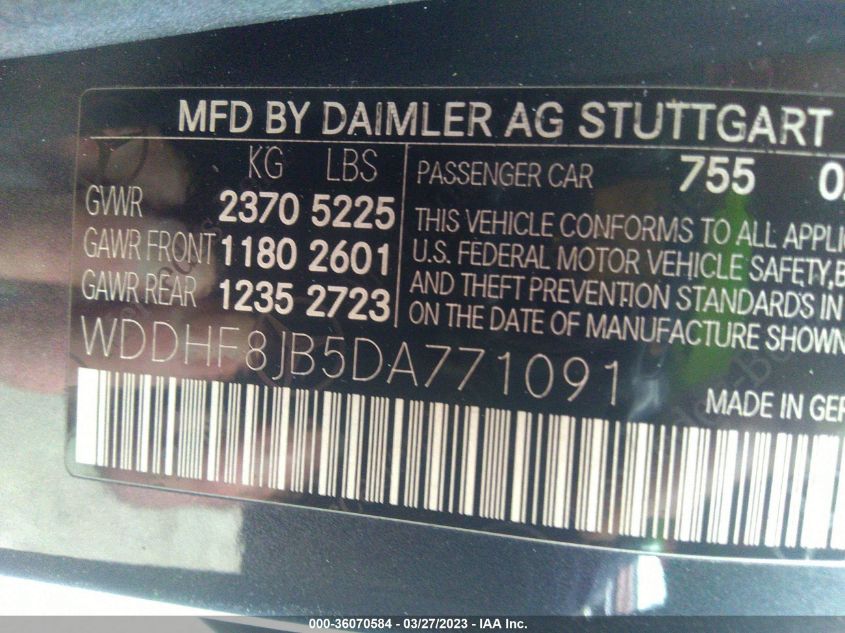 MFD BY DAIMLER AG STUTTGART
KG LBS
GVWR 2370 5225
GAWR FRONT 1180 2601
GAWR REAR 1235 2723
PASSENGER CAR 755
THIS VEHICLE CONFORMS TO ALL
U.S. FEDERAL MOTOR VEHICLE SAFETY,
AND THEFT PREVENTION STANDARDS IN
ON THE DATE OF MANUFACTURE SHOWN
WDDHF8JB5DA771091
MADE IN
000-36070584 - 03/27/2023 - IAA Inc.